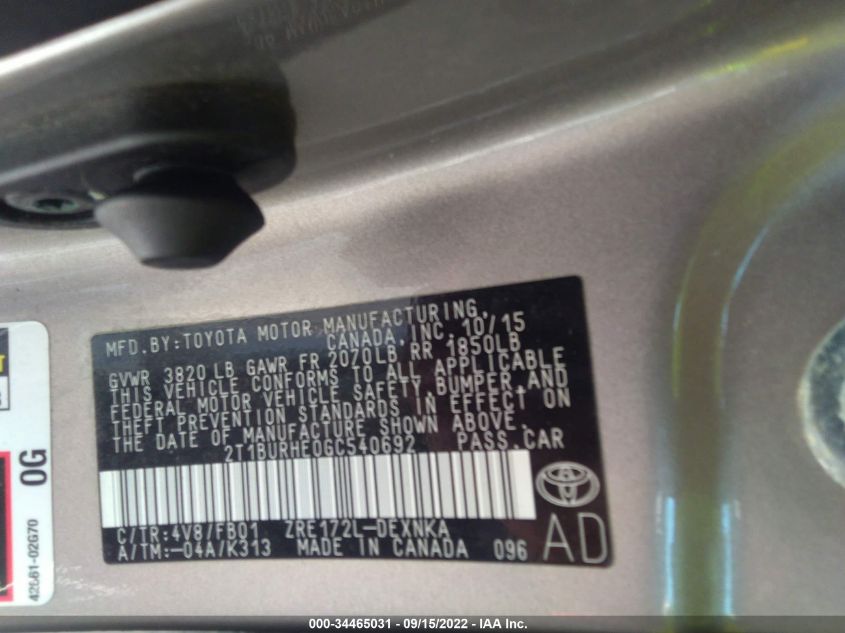 MFD.BY:TOYOTA MOTOR MANUFACTURING,
CANADA,INC. 10/15
GVWR 3820 LB GAWR FR 2070LB RR 1850LB
THIS VEHICLE CONFORMS TO ALL APPLICABLE
FEDERAL MOTOR VEHICLE SAFETY, BUMPER,AND
THEFT PREVENTION STANDARDS IN EFFECT ON
THE DATE OF MANUFACTURE SHOWN ABOVE.
2T1BURHE0GC540692 PASS.CAR
C/TR:4V8/FB01 ZRE172L-DEXNKA
A/TM:-04A/K313 MADE IN CANADA 096
AD
0G
42661-02G70
000-34465031 - 09/15/2022 - IAA Inc.